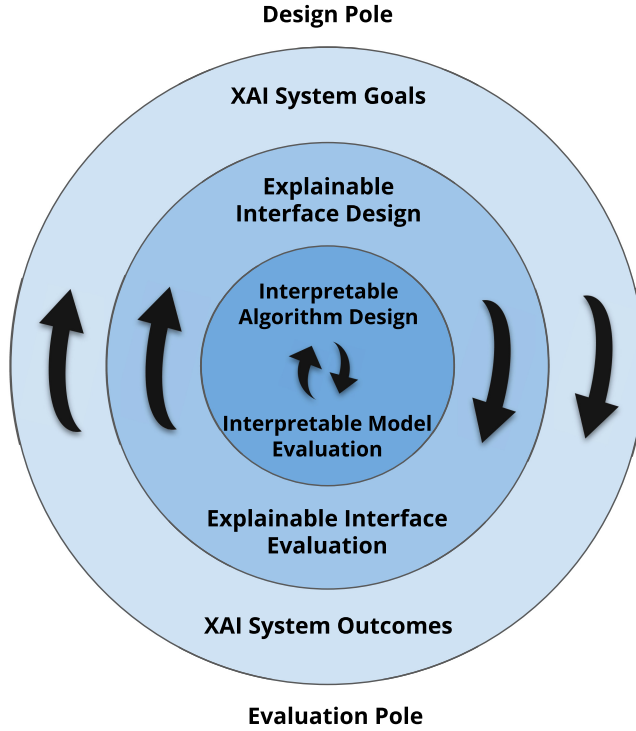 Design Pole
XAI System Goals
Explainable
Interface Design
Interpretable
Algorithm Design
Interpretable Model
Evaluation
Explainable Interface
Evaluation
XAI System Outcomes
Evaluation Pole